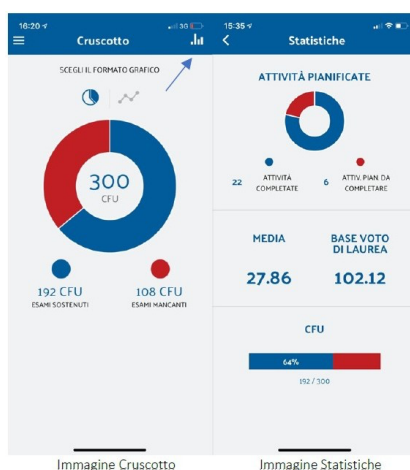 16:20
30
Cruscotto
SCEGLI IL FORMATO GRAFICO
300
CFU
192 CFU
ESAMI SOSTENUTI
108 CFU
ESAMI MANCANTI
Immagine Cruscotto
15:35
Statistiche
ATTIVITÀ PIANIFICATE
22 ATTIVITÀ COMPLETATE
6 ATTIV. PIAN. DA COMPLETARE
MEDIA
27.86
BASE VOTO
DI LAUREA
102.12
CFU
64%
192 / 300
Immagine Statistiche